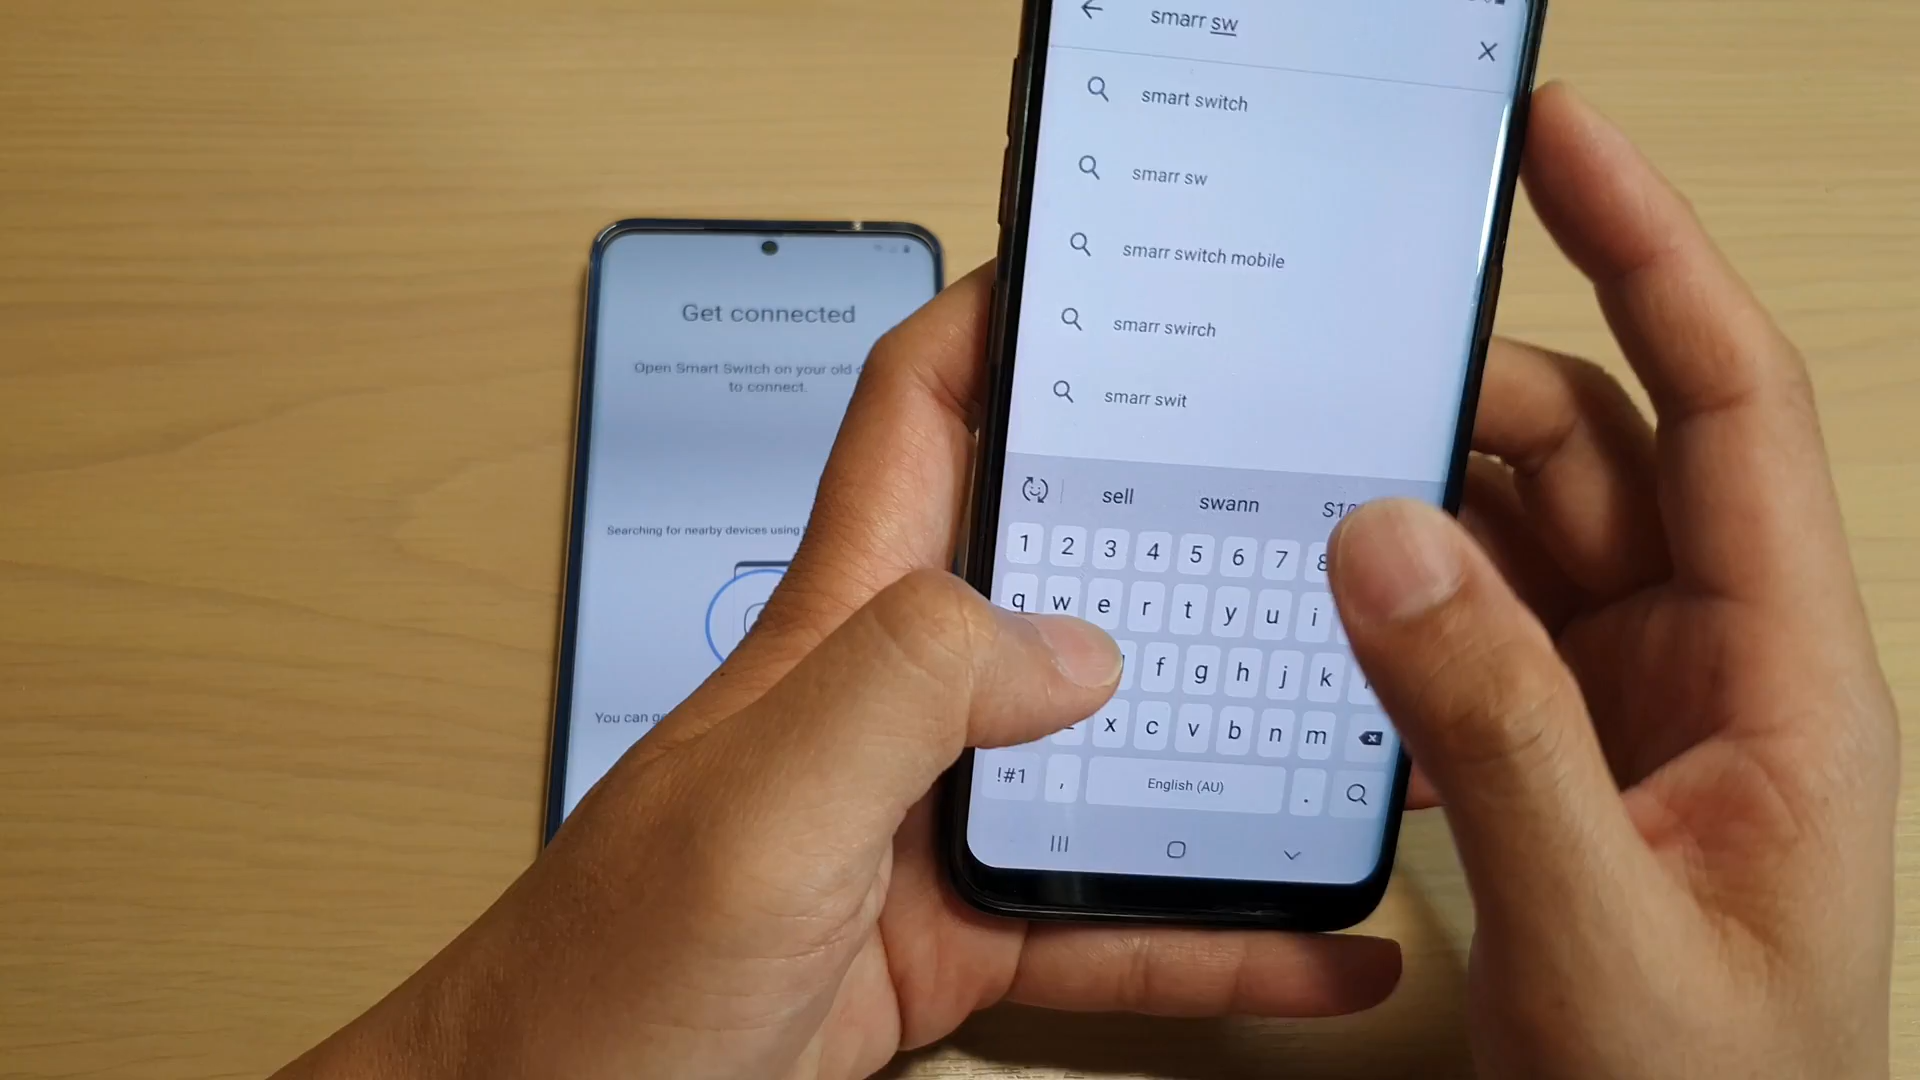 smarr sw
smart switch
smarr sw
smarr switch mobile
smarr swirch
smarr swit
sell swann
1 2 3 4 5 6 7 8
q w e r t y u i
f g h j k
x c v b n m
!#1 , English (AU) .
Get connected
Open Smart Switch on your old
to connect.
Searching for nearby devices using
You can